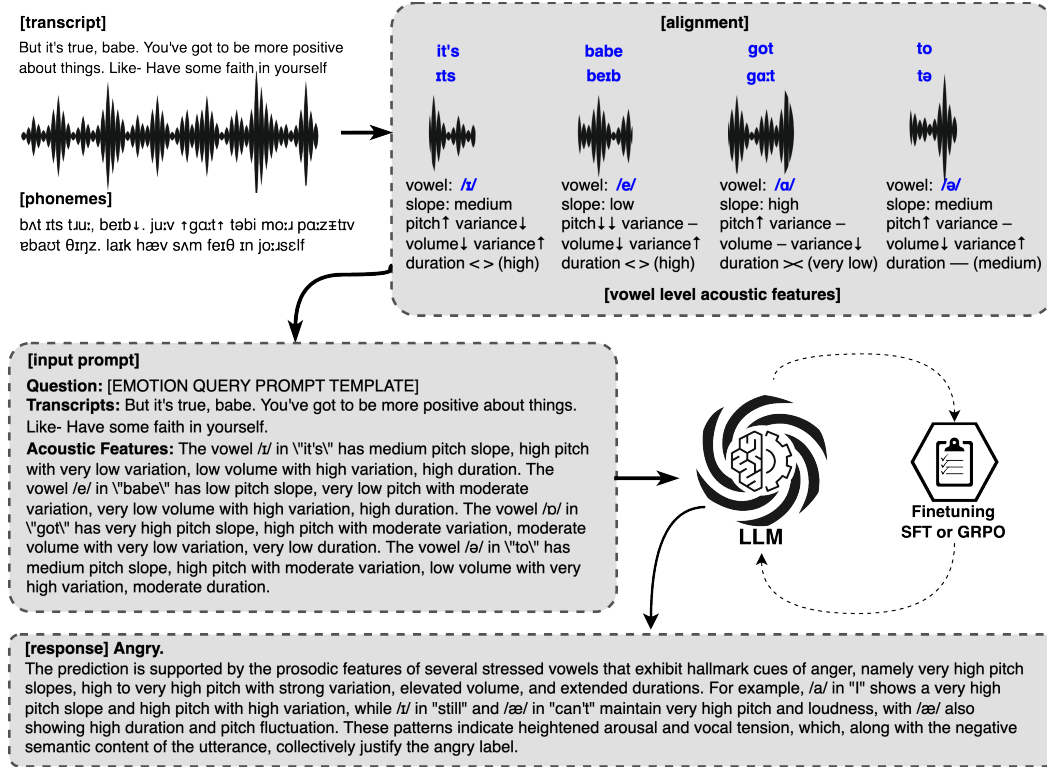 [transcript]
But it's true, babe. You've got to be more positive
about things. Like- Have some faith in yourself
[phonemes]
bʌt ɪts tɹuː, beɪb↓. juːv ↑ɡɑːt↑ təbi moːɹ pɑːzᵻtɪv
ɐbaʊt θɪŋz. laɪk hæv sʌm feɪθ ɪn joːɹsɛlf
[alignment]
it's babe got to
ɪts beɪb ɡɑːt tə
vowel: /ɪ/
slope: medium
pitch↑ variance↓
volume↓ variance↑
duration < > (high)
vowel: /e/
slope: low
pitch↓↓ variance –
volume↓ variance↑
duration < > (high)
vowel: /ɑ/
slope: high
pitch↑ variance –
volume – variance↓
duration >< (very low)
vowel: /ə/
slope: medium
pitch↑ variance –
volume↓ variance↑
duration — (medium)
[vowel level acoustic features]
[input prompt]
Question: [EMOTION QUERY PROMPT TEMPLATE]
Transcripts: But it's true, babe. You've got to be more positive about things.
Like- Have some faith in yourself.
Acoustic Features: The vowel /ɪ/ in \"it's\" has medium pitch slope, high pitch
with very low variation, low volume with high variation, high duration. The
vowel /e/ in \"babe\" has low pitch slope, very low pitch with moderate
variation, very low volume with high variation, high duration. The vowel /ɒ/ in
\"got\" has very high pitch slope, high pitch with moderate variation, moderate
volume with very low variation, very low duration. The vowel /ə/ in \"to\" has
medium pitch slope, high pitch with moderate variation, low volume with very
high variation, moderate duration.
LLM
Finetuning
SFT or GRPO
[response] Angry.
The prediction is supported by the prosodic features of several stressed vowels that exhibit hallmark cues of anger, namely very high pitch
slopes, high to very high pitch with strong variation, elevated volume, and extended durations. For example, /a/ in "I" shows a very high
pitch slope and high pitch with high variation, while /ɪ/ in "still" and /æ/ in "can't" maintain very high pitch and loudness, with /æ/ also
showing high duration and pitch fluctuation. These patterns indicate heightened arousal and vocal tension, which, along with the negative
semantic content of the utterance, collectively justify the angry label.